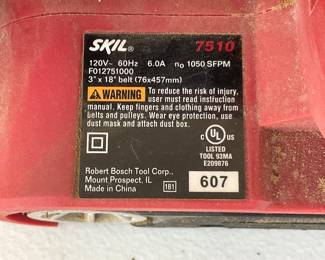 SKIL 7510
120V~ 60Hz 6.0A n₀ 1050 SFPM
F012751000
3" x 18" belt (76x457mm)
WARNING To reduce the risk of injury,
user must read instruction
manual. Keep fingers and clothing away from
belts and edges. Wear eye protection, use
dust mask and attach dust box.
C UL US
LISTED
TOOL 93MA
E209876
Robert Bosch Tool Corp.,
Mount Prospect, IL
Made in China 181 607